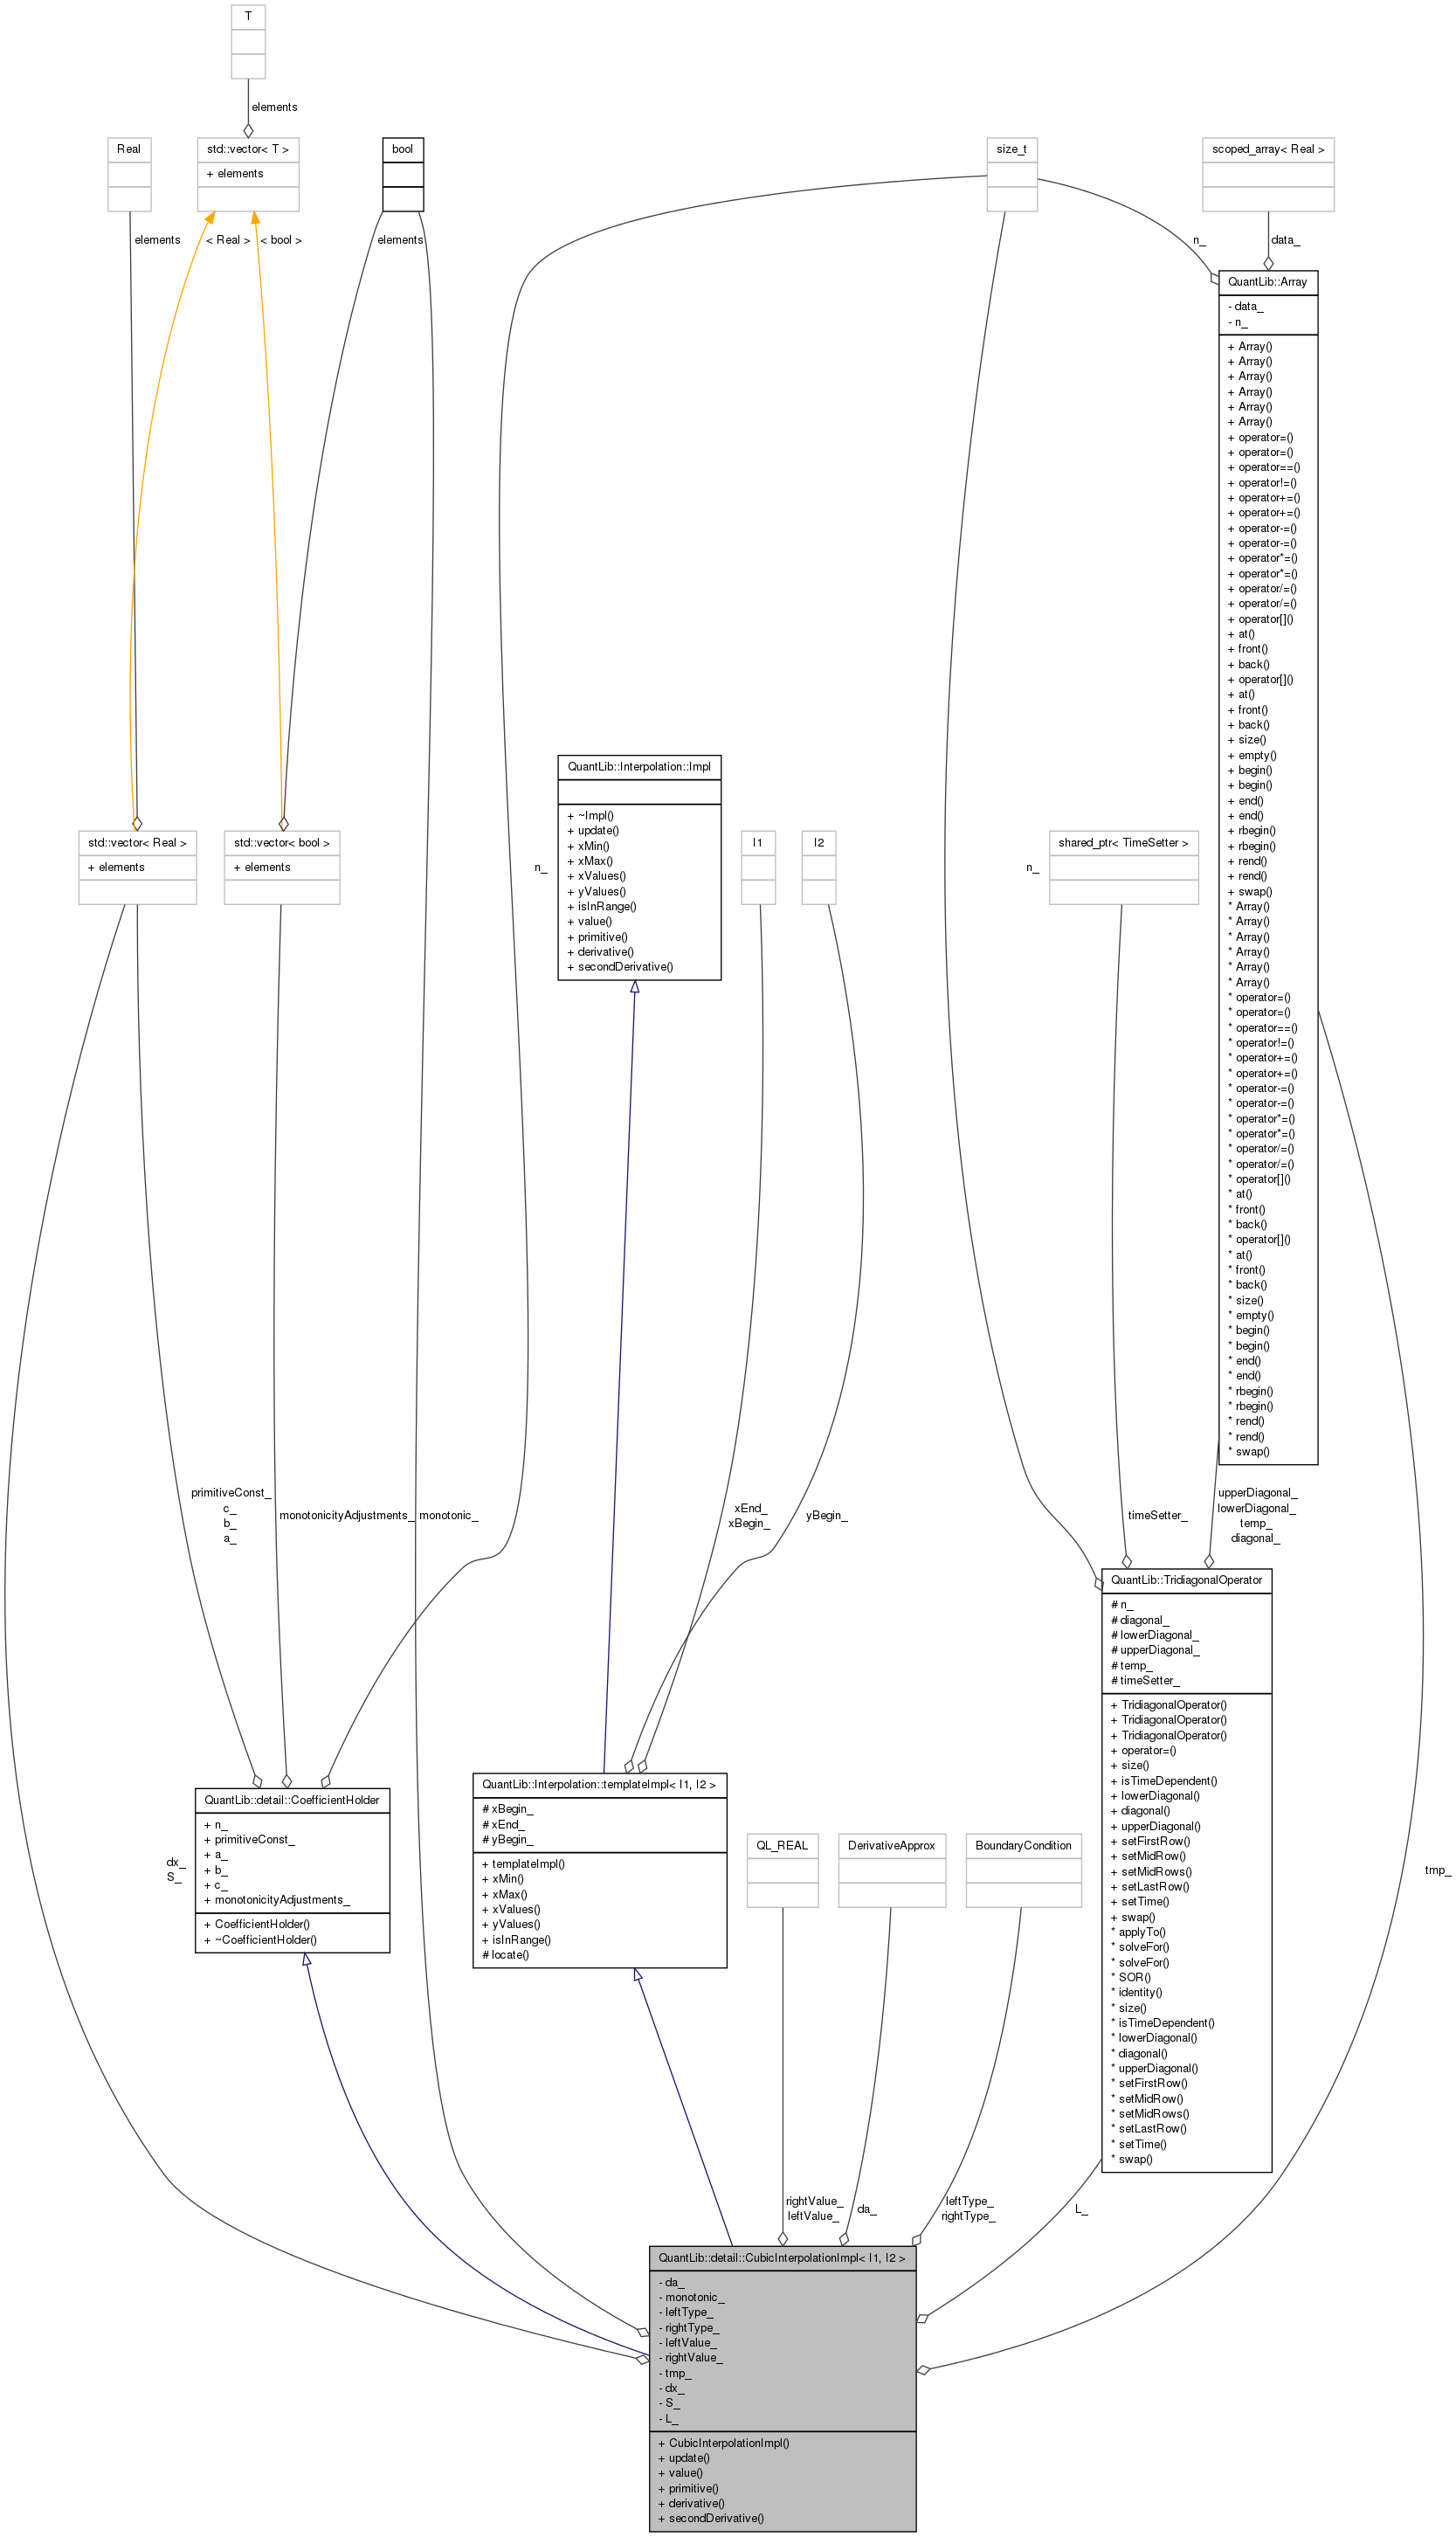 T
elements
Real
std::vector< T >
+ elements
bool
size_t
scoped_array< Real >
elements
< Real >
< bool >
elements
n_
data_
QuantLib::Array
- data_
- n_
+ Array()
+ Array()
+ Array()
+ Array()
+ Array()
+ Array()
+ operator=()
+ operator=()
+ operator==()
+ operator!=()
+ operator+=()
+ operator+=()
+ operator-=()
+ operator-=()
+ operator*=()
+ operator*=()
+ operator/=()
+ operator/=()
+ operator[]()
+ at()
+ front()
+ back()
+ operator[]()
+ at()
+ front()
+ back()
+ size()
+ empty()
+ begin()
+ begin()
+ end()
+ end()
+ rbegin()
+ rbegin()
+ rend()
+ rend()
+ swap()
* Array()
* Array()
* Array()
* Array()
* Array()
* Array()
* operator=()
* operator=()
* operator==()
* operator!=()
* operator+=()
* operator+=()
* operator-=()
* operator-=()
* operator*=()
* operator*=()
* operator/=()
* operator/=()
* operator[]()
* at()
* front()
* back()
* operator[]()
* at()
* front()
* back()
* size()
* empty()
* begin()
* begin()
* end()
* end()
* rbegin()
* rbegin()
* rend()
* rend()
* swap()
QuantLib::Interpolation::Impl
+ ~Impl()
+ update()
+ xMin()
+ xMax()
+ xValues()
+ yValues()
+ isInRange()
+ value()
+ primitive()
+ derivative()
+ secondDerivative()
std::vector< Real >
+ elements
std::vector< bool >
+ elements
n_
I1
I2
n_
shared_ptr< TimeSetter >
primitiveConst_
c_
b_
a_
monotonicityAdjustments_
monotonic_
xEnd_
xBegin_
yBegin_
timeSetter_
upperDiagonal_
lowerDiagonal_
temp_
diagonal_
QuantLib::TridiagonalOperator
# n_
# diagonal_
# lowerDiagonal_
# upperDiagonal_
# temp_
# timeSetter_
+ TridiagonalOperator()
+ TridiagonalOperator()
+ TridiagonalOperator()
+ operator=()
+ size()
+ isTimeDependent()
+ lowerDiagonal()
+ diagonal()
+ upperDiagonal()
+ setFirstRow()
+ setMidRow()
+ setMidRows()
+ setLastRow()
+ setTime()
+ swap()
* applyTo()
* solveFor()
* solveFor()
* SOR()
* identity()
* size()
* isTimeDependent()
* lowerDiagonal()
* diagonal()
* upperDiagonal()
* setFirstRow()
* setMidRow()
* setMidRows()
* setLastRow()
* setTime()
* swap()
dx_
S_
QuantLib::detail::CoefficientHolder
+ n_
+ primitiveConst_
+ a_
+ b_
+ c_
+ monotonicityAdjustments_
+ CoefficientHolder()
+ ~CoefficientHolder()
QuantLib::Interpolation::templateImpl< I1, I2 >
# xBegin_
# xEnd_
# yBegin_
+ templateImpl()
+ xMin()
+ xMax()
+ xValues()
+ yValues()
+ isInRange()
# locate()
QL_REAL
DerivativeApprox
BoundaryCondition
tmp_
rightValue_
leftValue_
da_
leftType_
rightType_
L_
QuantLib::detail::CubicInterpolationImpl< I1, I2 >
- da_
- monotonic_
- leftType_
- rightType_
- leftValue_
- rightValue_
- tmp_
- dx_
- S_
- L_
+ CubicInterpolationImpl()
+ update()
+ value()
+ primitive()
+ derivative()
+ secondDerivative()